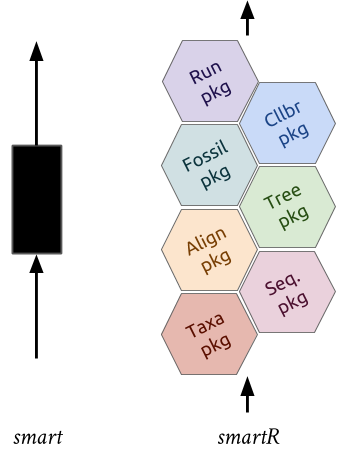 Run
pkg
Cllbr
pkg
Fossil
pkg
Tree
pkg
Align
pkg
Seq.
pkg
Taxa
pkg
smart
smartR